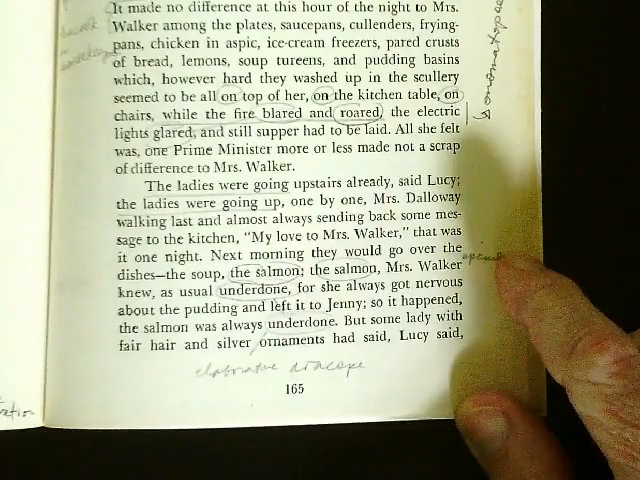 It made no difference at this hour of the night to Mrs.
Walker among the plates, saucepans, cullenders, frying-
pans, chicken in aspic, ice-cream freezers, pared crusts
of bread, lemons, soup tureens, and pudding basins
which, however hard they washed up in the scullery
seemed to be all on top of her, on the kitchen table, on
chairs, while the fire blared and roared, the electric
lights glared, and still supper had to be laid. All she felt
was, one Prime Minister more or less made not a scrap
of difference to Mrs. Walker.
The ladies were going upstairs already, said Lucy;
the ladies were going up, one by one, Mrs. Dalloway
walking last and almost always sending back some mes-
sage to the kitchen, "My love to Mrs. Walker," that was
it one night. Next morning they would go over the
dishes—the soup, the salmon; the salmon, Mrs. Walker
knew, as usual underdone, for she always got nervous
about the pudding and left it to Jenny; so it happened,
the salmon was always underdone. But some lady with
fair hair and silver ornaments had said, Lucy said,
165